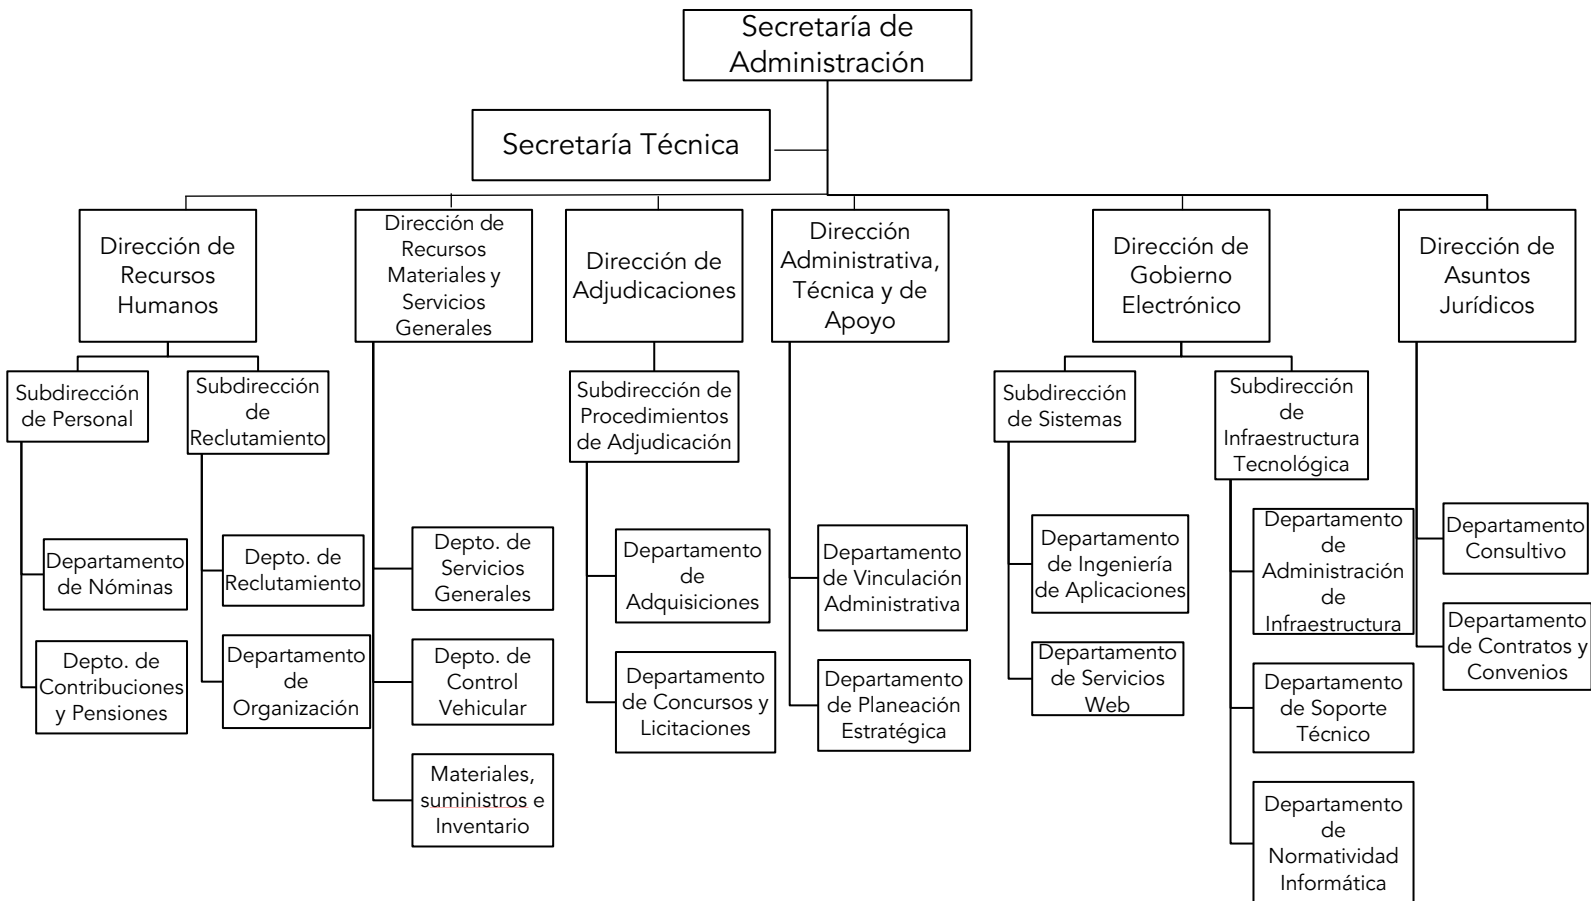 Secretaría de
Administración
Secretaría Técnica
Dirección de
Recursos
Humanos
Dirección de
Recursos
Materiales y
Servicios
Generales
Dirección de
Adjudicaciones
Dirección
Administrativa,
Técnica y de
Apoyo
Dirección de
Gobierno
Electrónico
Dirección de
Asuntos
Jurídicos
Subdirección
de Personal
Subdirección
de
Reclutamiento
Subdirección de
Procedimientos
de Adjudicación
Subdirección
de Sistemas
Subdirección
de
Infraestructura
Tecnológica
Departamento
de Nóminas
Depto. de
Reclutamiento
Depto. de
Servicios
Generales
Departamento
de
Adquisiciones
Departamento
de Vinculación
Administrativa
Departamento
de Ingeniería
de Aplicaciones
Departamento
de
Administración
de
Infraestructura
Departamento
Consultivo
Depto. de
Contribuciones
y Pensiones
Departamento
de
Organización
Depto. de
Control
Vehicular
Departamento
de Concursos y
Licitaciones
Departamento
de Planeación
Estratégica
Departamento
de Servicios
Web
Departamento
de Soporte
Técnico
Departamento
de Contratos y
Convenios
Materiales,
suministros e
Inventario
Departamento
de
Normatividad
Informática